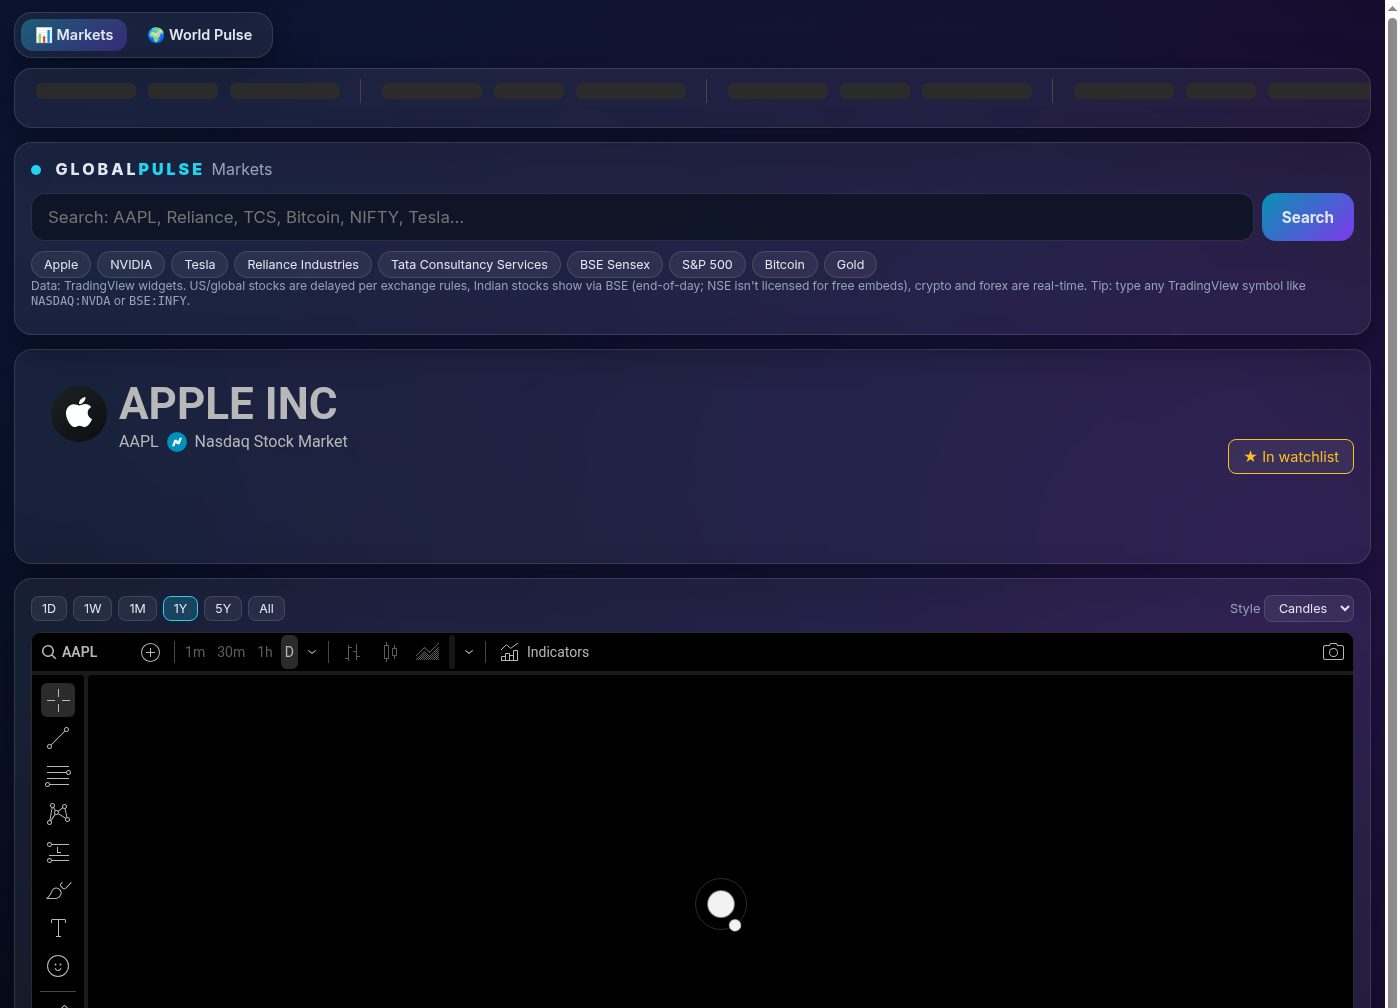 📊 Markets 🌍 World Pulse
GLOBALPULSE Markets
Search: AAPL, Reliance, TCS, Bitcoin, NIFTY, Tesla...
Search
Apple NVIDIA Tesla Reliance Industries Tata Consultancy Services BSE Sensex S&P 500 Bitcoin Gold
Data: TradingView widgets. US/global stocks are delayed per exchange rules, Indian stocks show via BSE (end-of-day; NSE isn't licensed for free embeds), crypto and forex are real-time. Tip: type any TradingView symbol like
NASDAQ:NVDA or BSE:INFY.
APPLE INC
AAPL Nasdaq Stock Market
★ In watchlist
1D 1W 1M 1Y 5Y All
Style Candles
AAPL 1m 30m 1h D Indicators